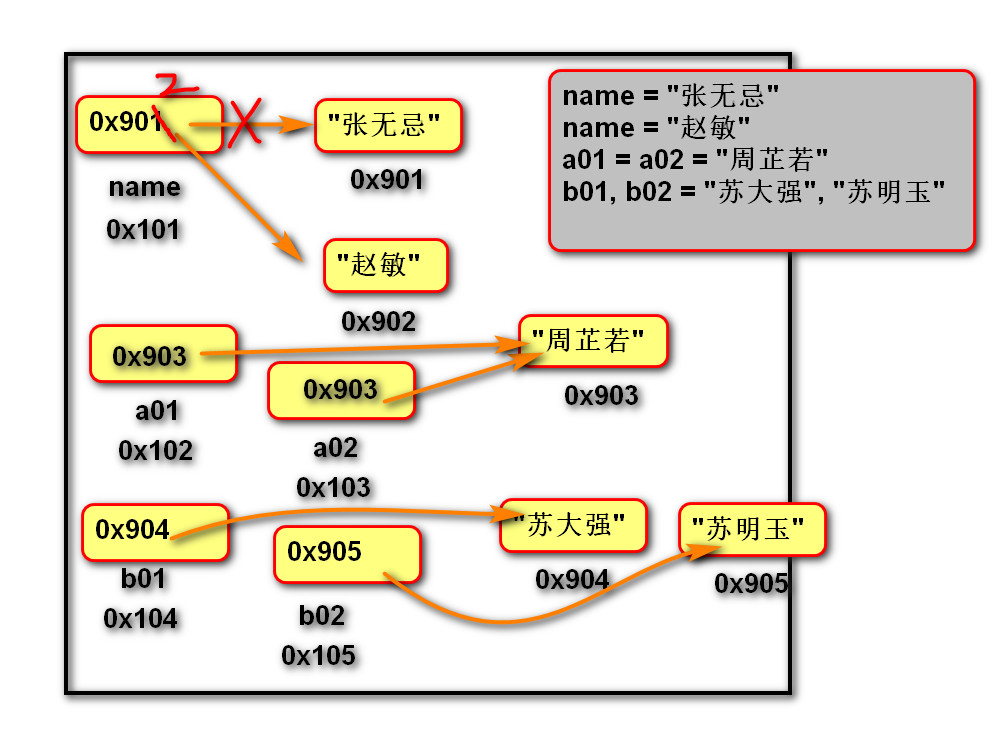 name = "张无忌"
name = "赵敏"
a01 = a02 = "周芷若"
b01, b02 = "苏大强", "苏明玉"
2
0x901
"张无忌"
name
0x901
0x101
"赵敏"
0x902
0x903
"周芷若"
0x903
0x903
a01
a02
0x102
0x103
0x904
"苏大强"
"苏明玉"
0x905
b01
0x904
0x905
0x104
b02
0x105